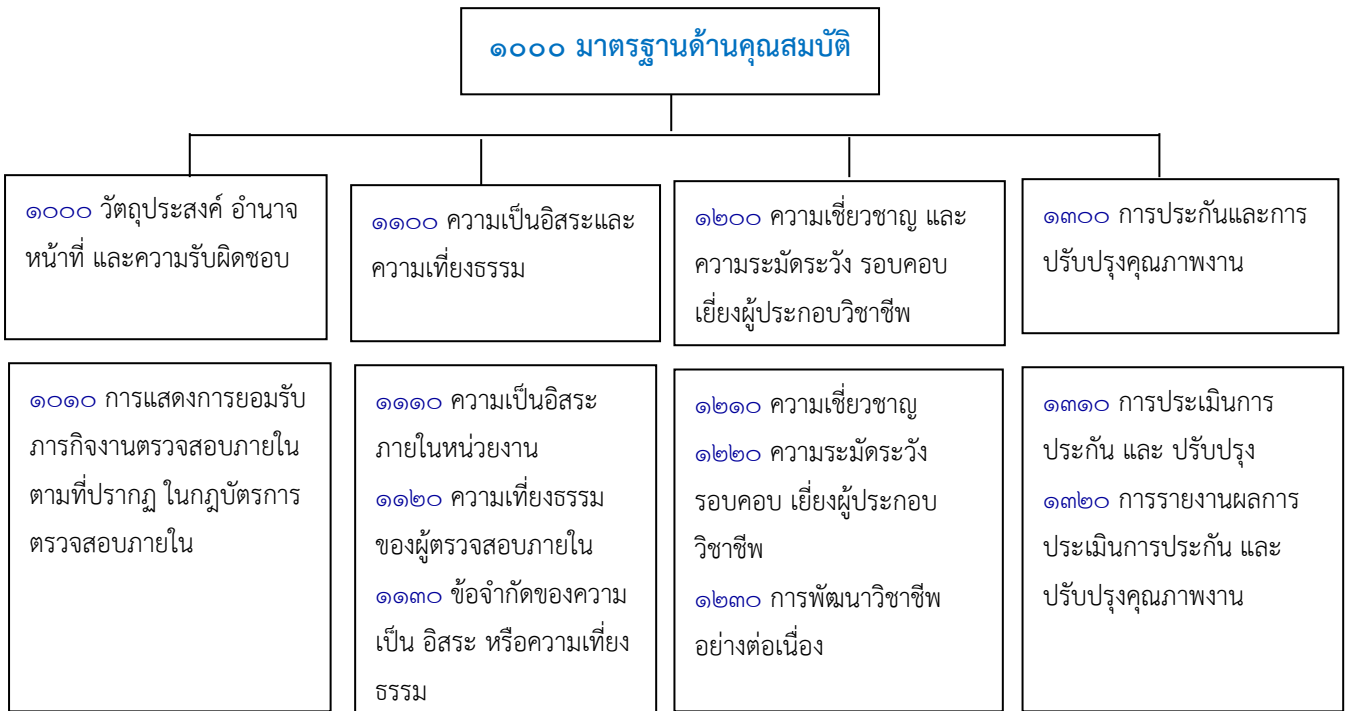 ๑๐๐๐ มาตรฐานด้านคุณสมบัติ
๑๐๐๐ วัตถุประสงค์ อำนาจ
หน้าที่ และความรับผิดชอบ
๑๑๐๐ ความเป็นอิสระและ
ความเที่ยงธรรม
๑๒๐๐ ความเชี่ยวชาญ และ
ความระมัดระวัง รอบคอบ
เยี่ยงผู้ประกอบวิชาชีพ
๑๓๐๐ การประกันและการ
ปรับปรุงคุณภาพงาน
๑๐๑๐ การแสดงการยอมรับ
ภารกิจงานตรวจสอบภายใน
ตามที่ปรากฏ ในกฎบัตรการ
ตรวจสอบภายใน
๑๑๑๐ ความเป็นอิสระ
ภายในหน่วยงาน
๑๑๒๐ ความเที่ยงธรรม
ของผู้ตรวจสอบภายใน
๑๑๓๐ ข้อจำกัดของความ
เป็น อิสระ หรือความเที่ยง
ธรรม
๑๒๑๐ ความเชี่ยวชาญ
๑๒๒๐ ความระมัดระวัง
รอบคอบ เยี่ยงผู้ประกอบ
วิชาชีพ
๑๒๓๐ การพัฒนาวิชาชีพ
อย่างต่อเนื่อง
๑๓๑๐ การประเมินการ
ประกัน และ ปรับปรุง
๑๓๒๐ การรายงานผลการ
ประเมินการประกัน และ
ปรับปรุงคุณภาพงาน